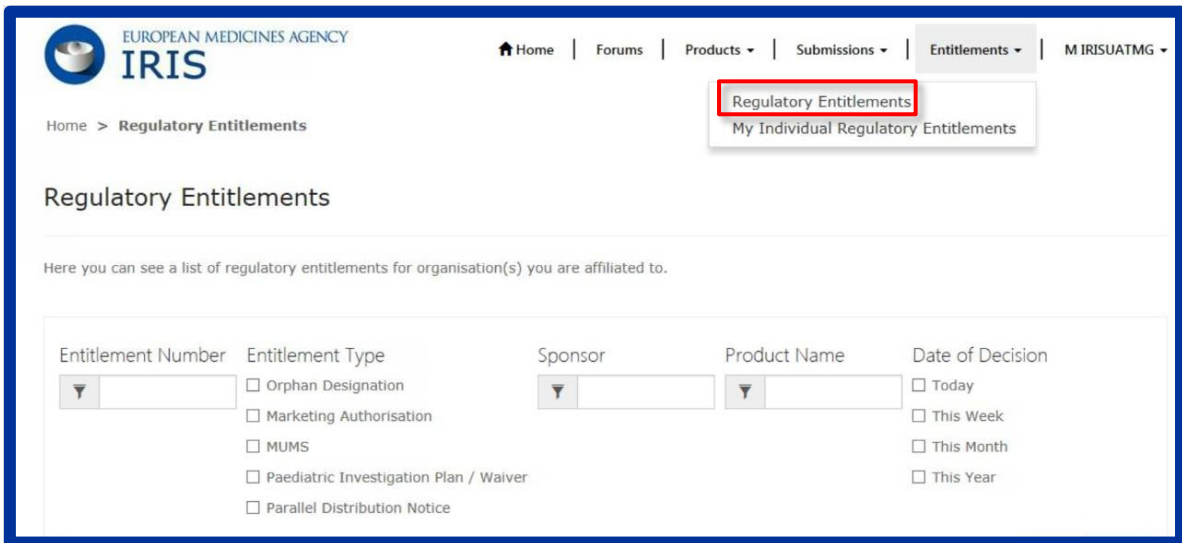 EUROPEAN MEDICINES AGENCY
IRIS
Home | Forums | Products | Submissions | Entitlements | M IRISUATMG
Regulatory Entitlements
My Individual Regulatory Entitlements
Home > Regulatory Entitlements
Regulatory Entitlements
Here you can see a list of regulatory entitlements for organisation(s) you are affiliated to.
Entitlement Number Entitlement Type Sponsor Product Name Date of Decision
Orphan Designation Today
Marketing Authorisation This Week
MUMS This Month
Paediatric Investigation Plan / Waiver This Year
Parallel Distribution Notice